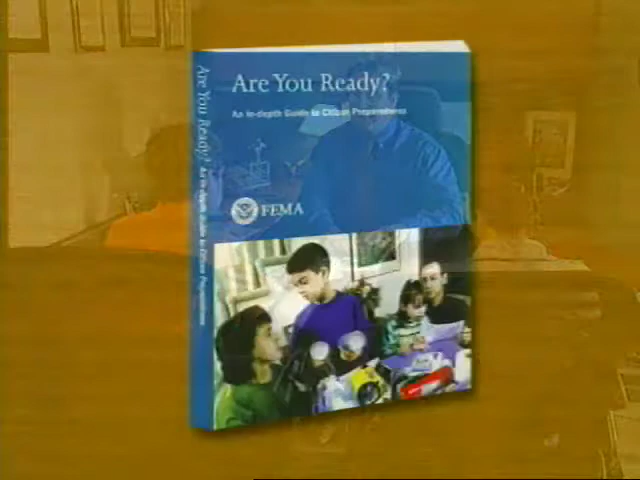 Are You Ready?
An In-depth Guide to Citizen Preparedness
FEMA
Are You Ready? An In-depth Guide to Citizen Preparedness